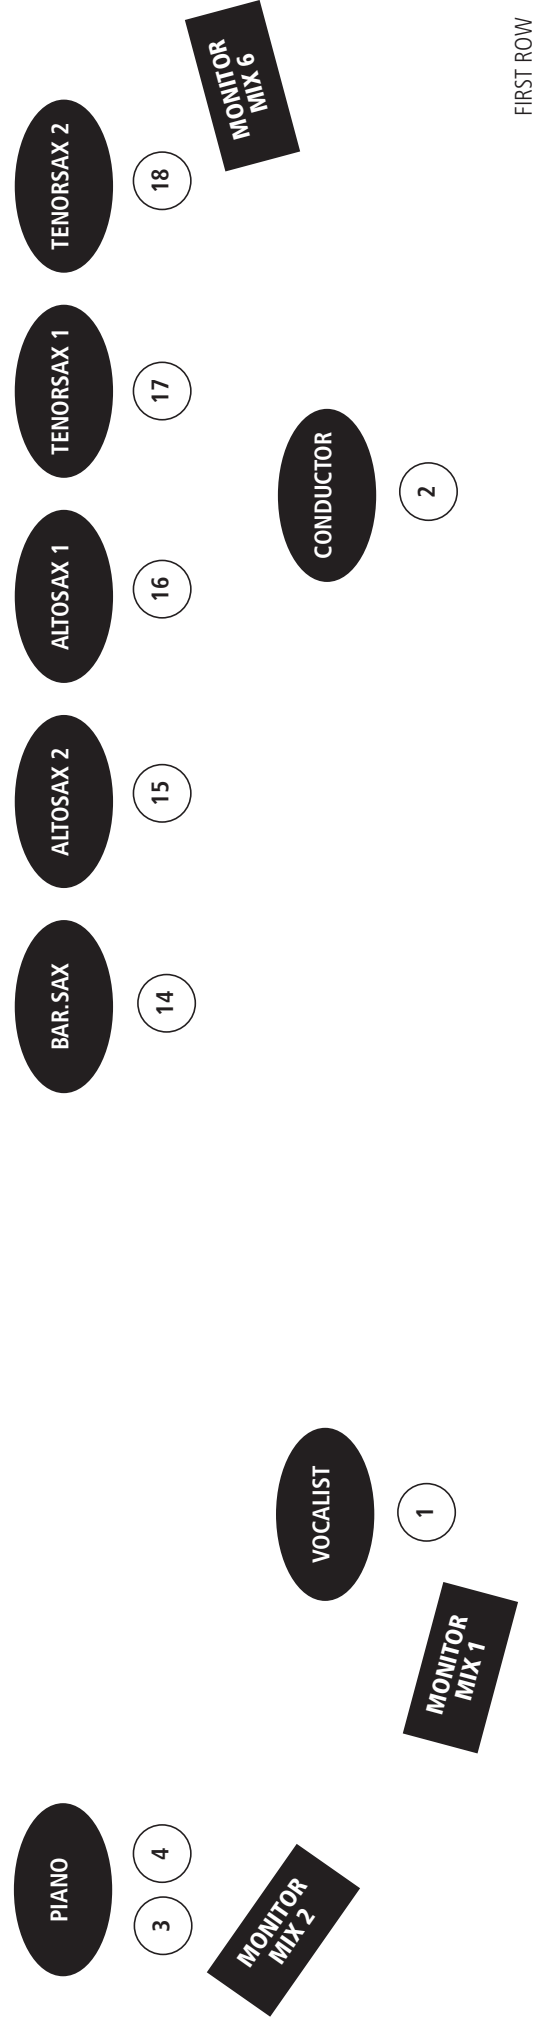 PIANO
3
4
MONITOR
MIX 2
VOCALIST
1
MONITOR
MIX 1
BAR.SAX
14
ALTOSAX 2
15
ALTOSAX 1
16
TENORSAX 1
17
TENORSAX 2
18
CONDUCTOR
2
MONITOR
MIX 6
FIRST ROW